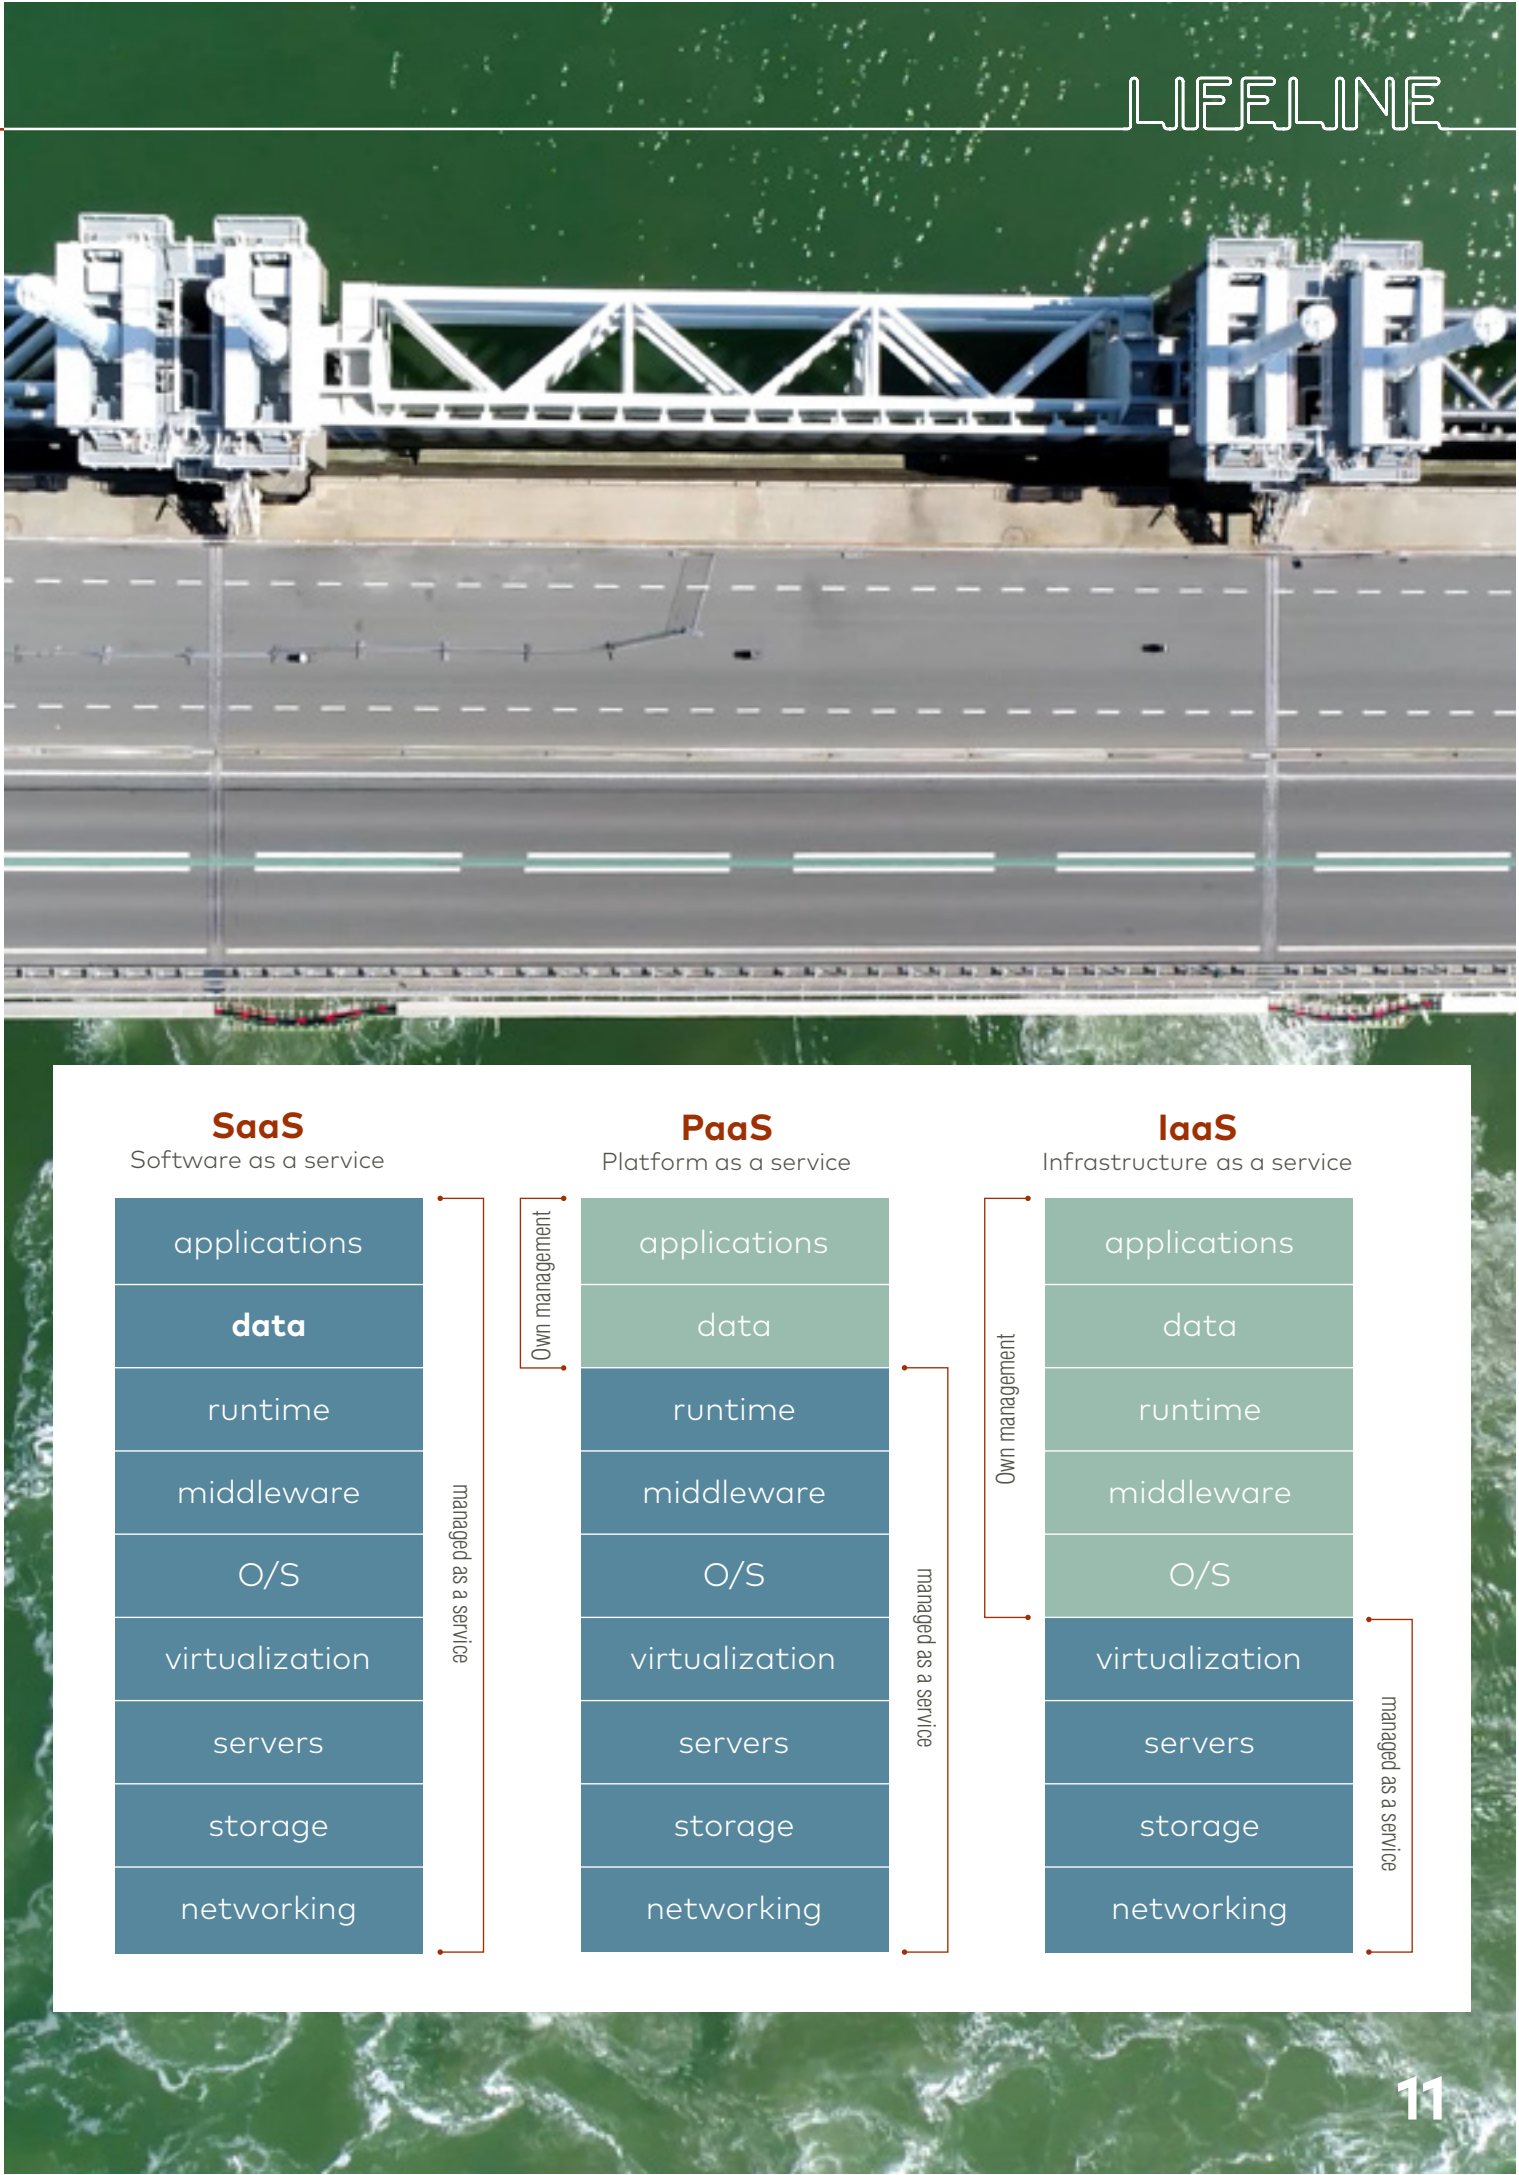 LIFELINE
SaaS
Software as a service
applications
data
runtime
middleware
O/S
virtualization
servers
storage
networking
managed as a service
PaaS
Platform as a service
Own management
applications
data
runtime
middleware
O/S
virtualization
servers
storage
networking
managed as a service
IaaS
Infrastructure as a service
Own management
applications
data
runtime
middleware
O/S
virtualization
servers
storage
networking
managed as a service
11